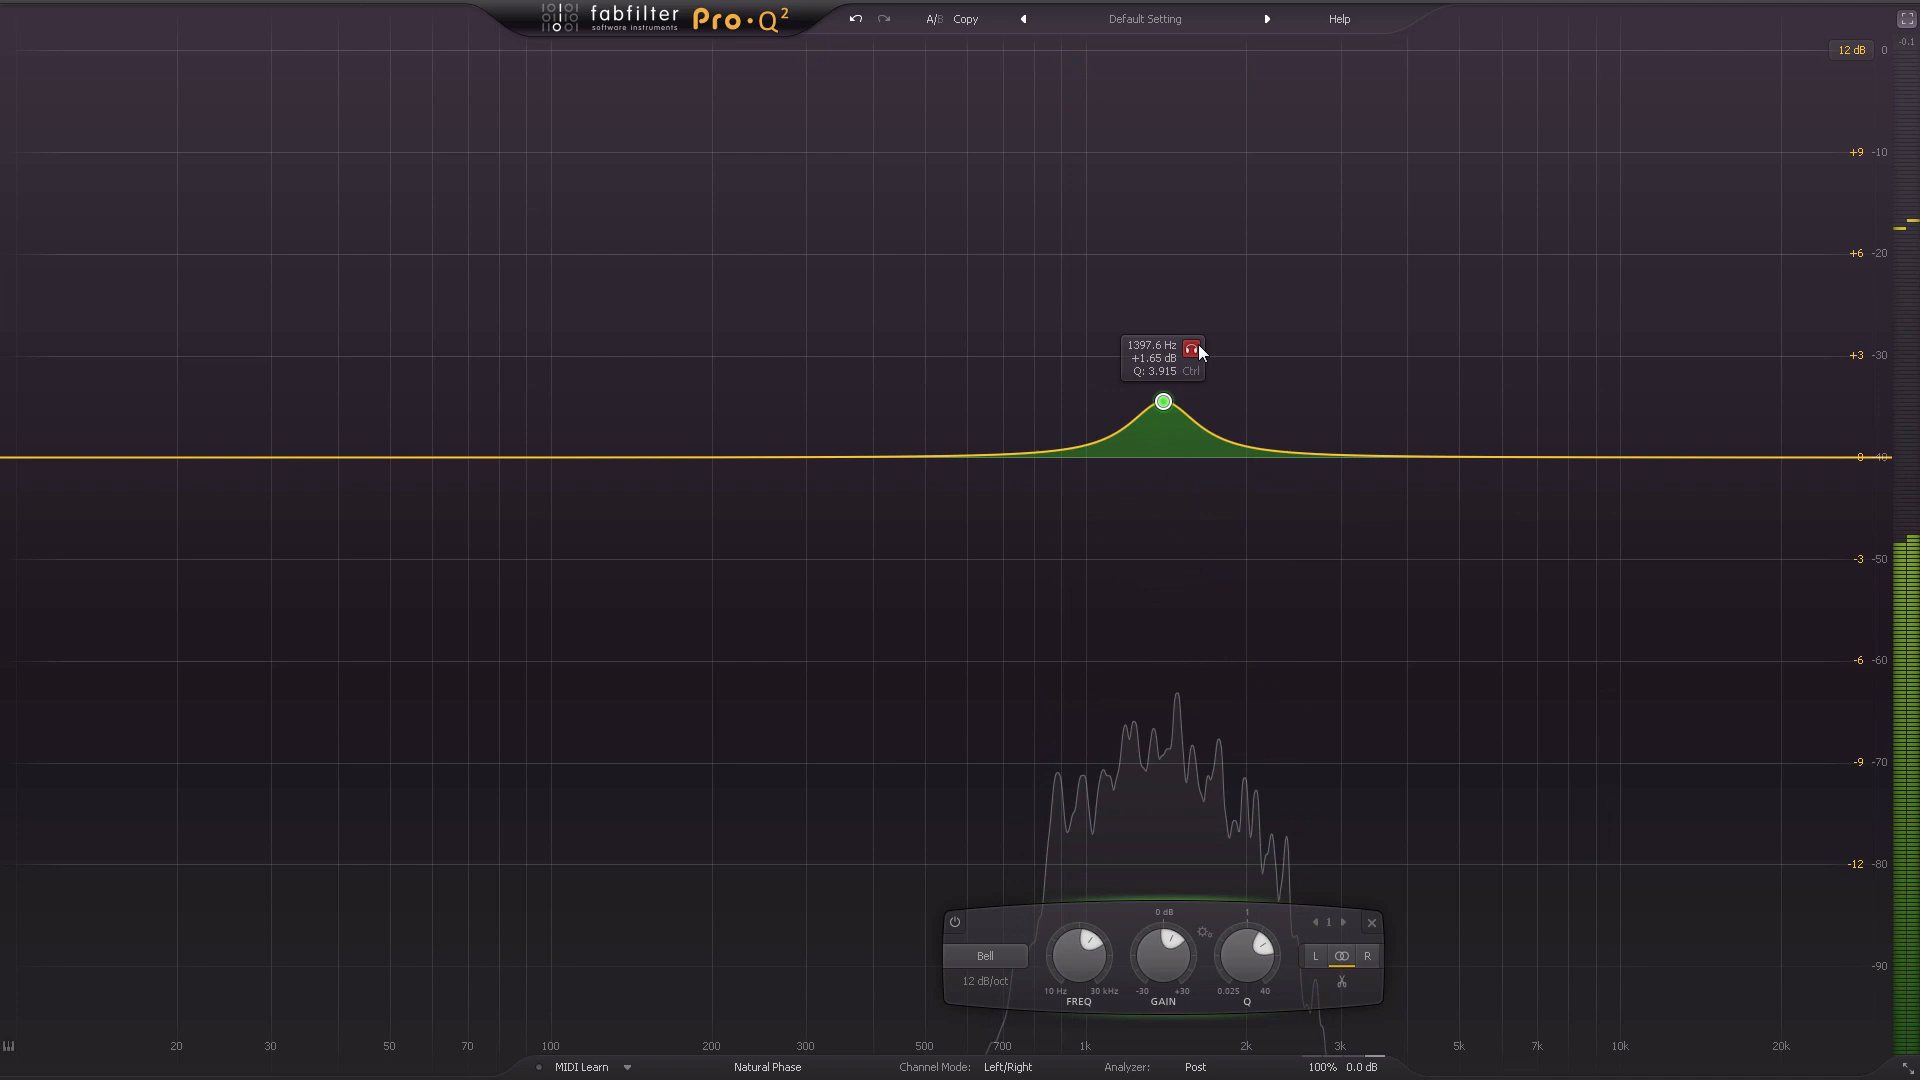 fabfilter Pro·Q2
software instruments
A/B Copy Default Setting Help
-0.1
12 dB 0
+9 -10
+6 -20
1397.6 Hz
+1.65 dB
Q: 3.915 Ctrl
+3 -30
0 -40
-3 -50
-6 -60
-9 -70
-12 -80
-90
0 dB 1 1
Bell L R
12 dB/oct
10 Hz 30 kHz -30 +30 0.025 40
FREQ GAIN Q
20 30 50 70 100 200 300 500 700 1k 2k 3k 5k 7k 10k 20k
MIDI Learn Natural Phase Channel Mode: Left/Right Analyzer: Post 100% 0.0 dB